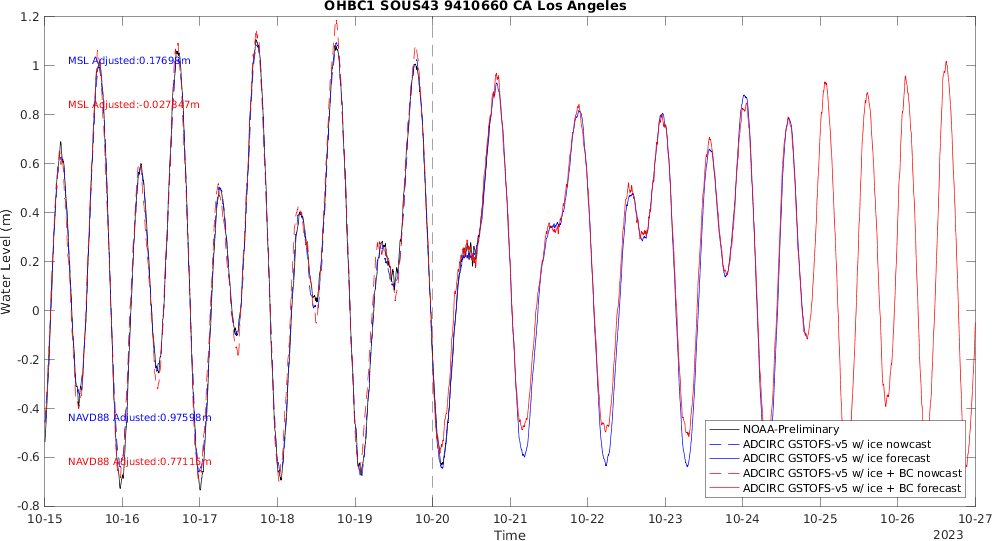 OHBC1 SOUS43 9410660 CA Los Angeles
1.2
1
0.8
0.6
0.4
0.2
0
-0.2
-0.4
-0.6
-0.8
Water Level (m)
MSL Adjusted:0.17698m
MSL Adjusted:-0.027847m
NAVD88 Adjusted:0.97598m
NAVD88 Adjusted:0.77115m
NOAA-Preliminary
ADCIRC GSTOFS-v5 w/ ice nowcast
ADCIRC GSTOFS-v5 w/ ice forecast
ADCIRC GSTOFS-v5 w/ ice + BC nowcast
ADCIRC GSTOFS-v5 w/ ice + BC forecast
10-15 10-16 10-17 10-18 10-19 10-20 10-21 10-22 10-23 10-24 10-25 10-26 10-27
Time
2023